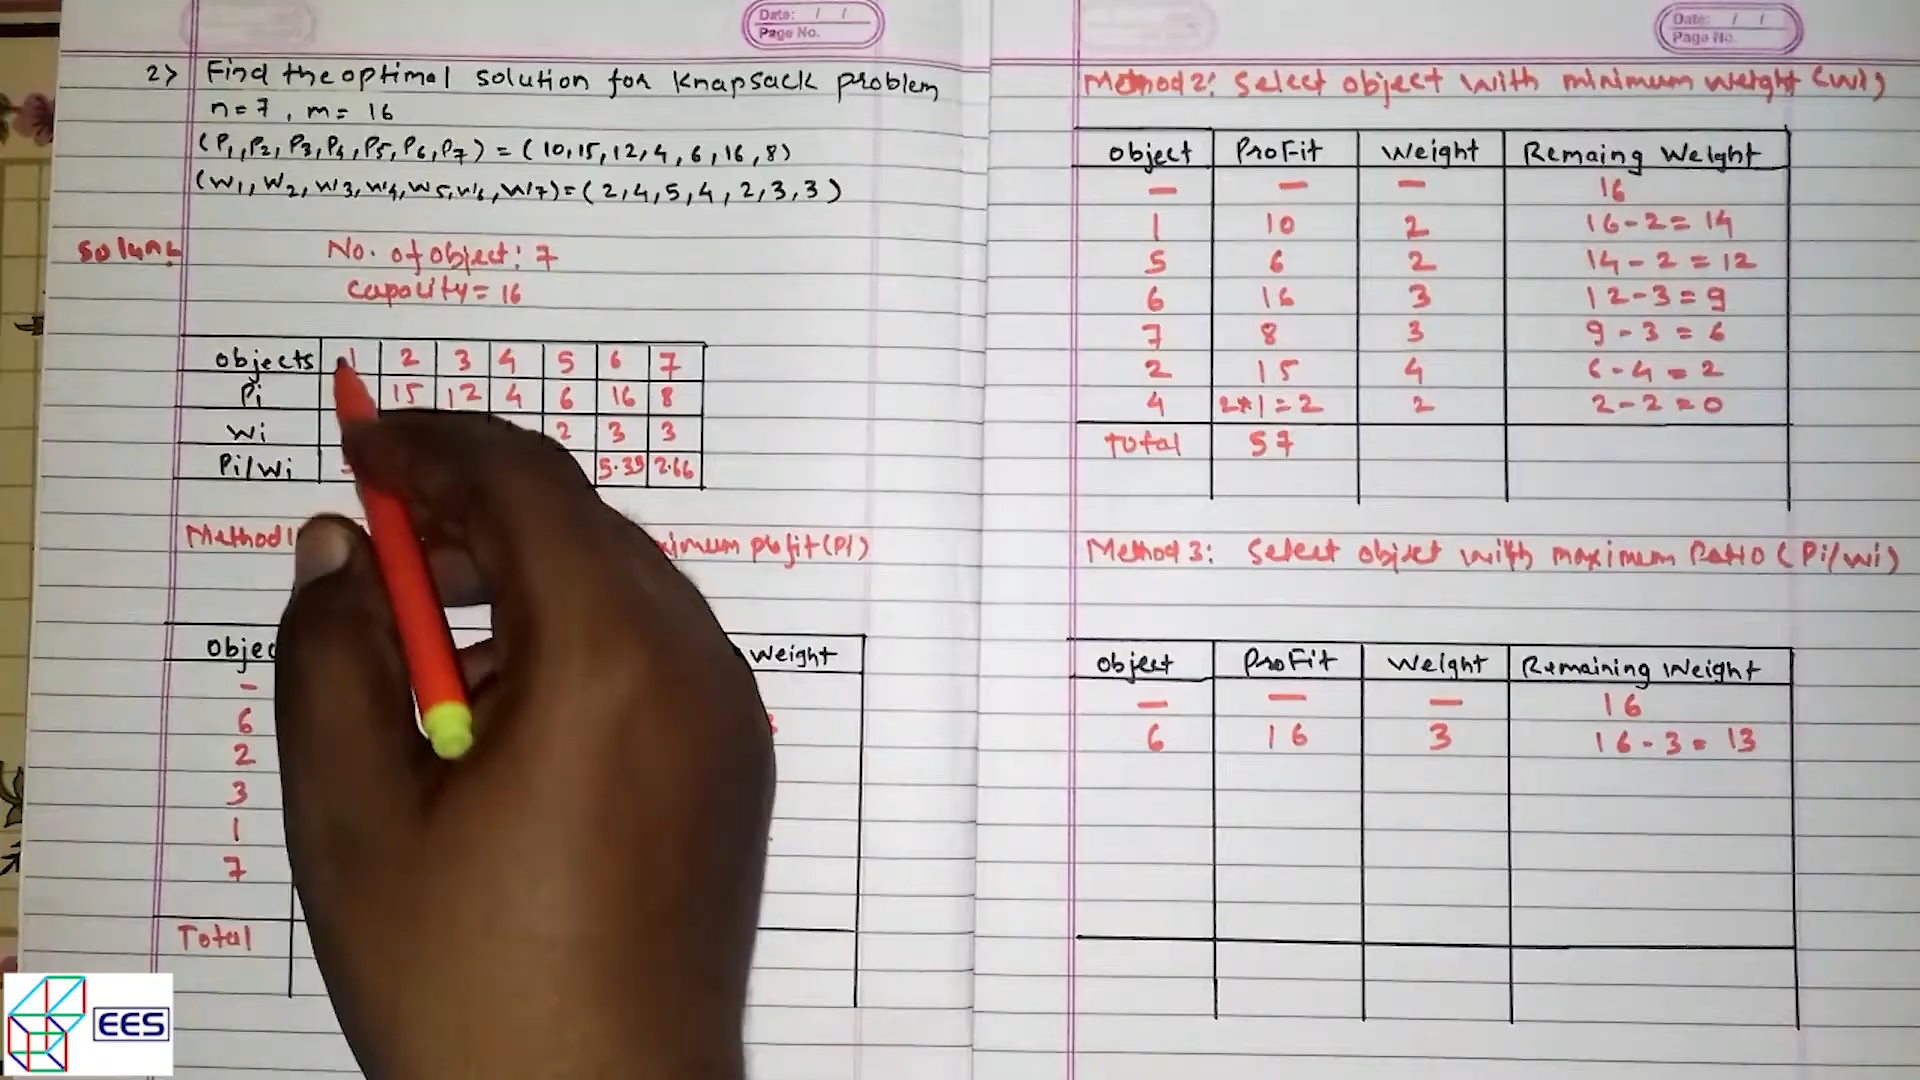 Date: / /
Page No.
2> Find the optimal solution for Knapsack problem
n=7, m=16
(P1,P2,P3,P4,P5,P6,P7) = (10,15,12,4,6,16,8)
(W1,W2,W3,W4,W5,W6,W7)=(2,4,5,4,2,3,3)
No. of object: 7
capacity= 16
objects 1 2 3 4 5 6 7
Pi 15 12 4 6 16 8
Wi 2 3 3
Pi/Wi 5.33 2.66
Method 1 profit(Pi)
Weight
-
6
2
3
1
7
Total
EES
Date: / /
Page No.
Method 2: Select object with minimum weight (Wi)
object Profit Weight Remaing Weight
— — — 16
1 10 2 16-2=14
5 6 2 14-2=12
6 16 3 12-3=9
7 8 3 9-3=6
2 15 4 6-4=2
4 2*1=2 2 2-2=0
Total 57
Method 3: Select object with maximum Ratio (Pi/Wi)
object Profit Weight Remaining Weight
— — — 16
6 16 3 16-3=13